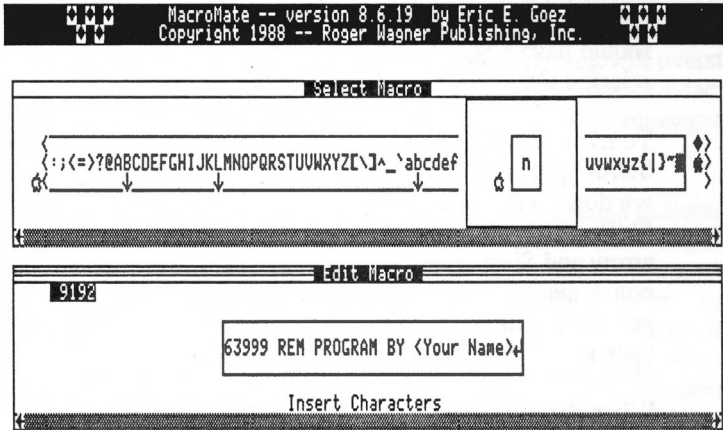 MacroMate -- version 8.6.19 by Eric E. Goez
Copyright 1988 -- Roger Wagner Publishing, Inc.
Select Macro
:;<=>?@ABCDEFGHIJKLMNOPQRSTUVWXYZ[\]^_`abcdef
n
uvwxyz{|}~
Edit Macro
9192
63999 REM PROGRAM BY <Your Name>
Insert Characters